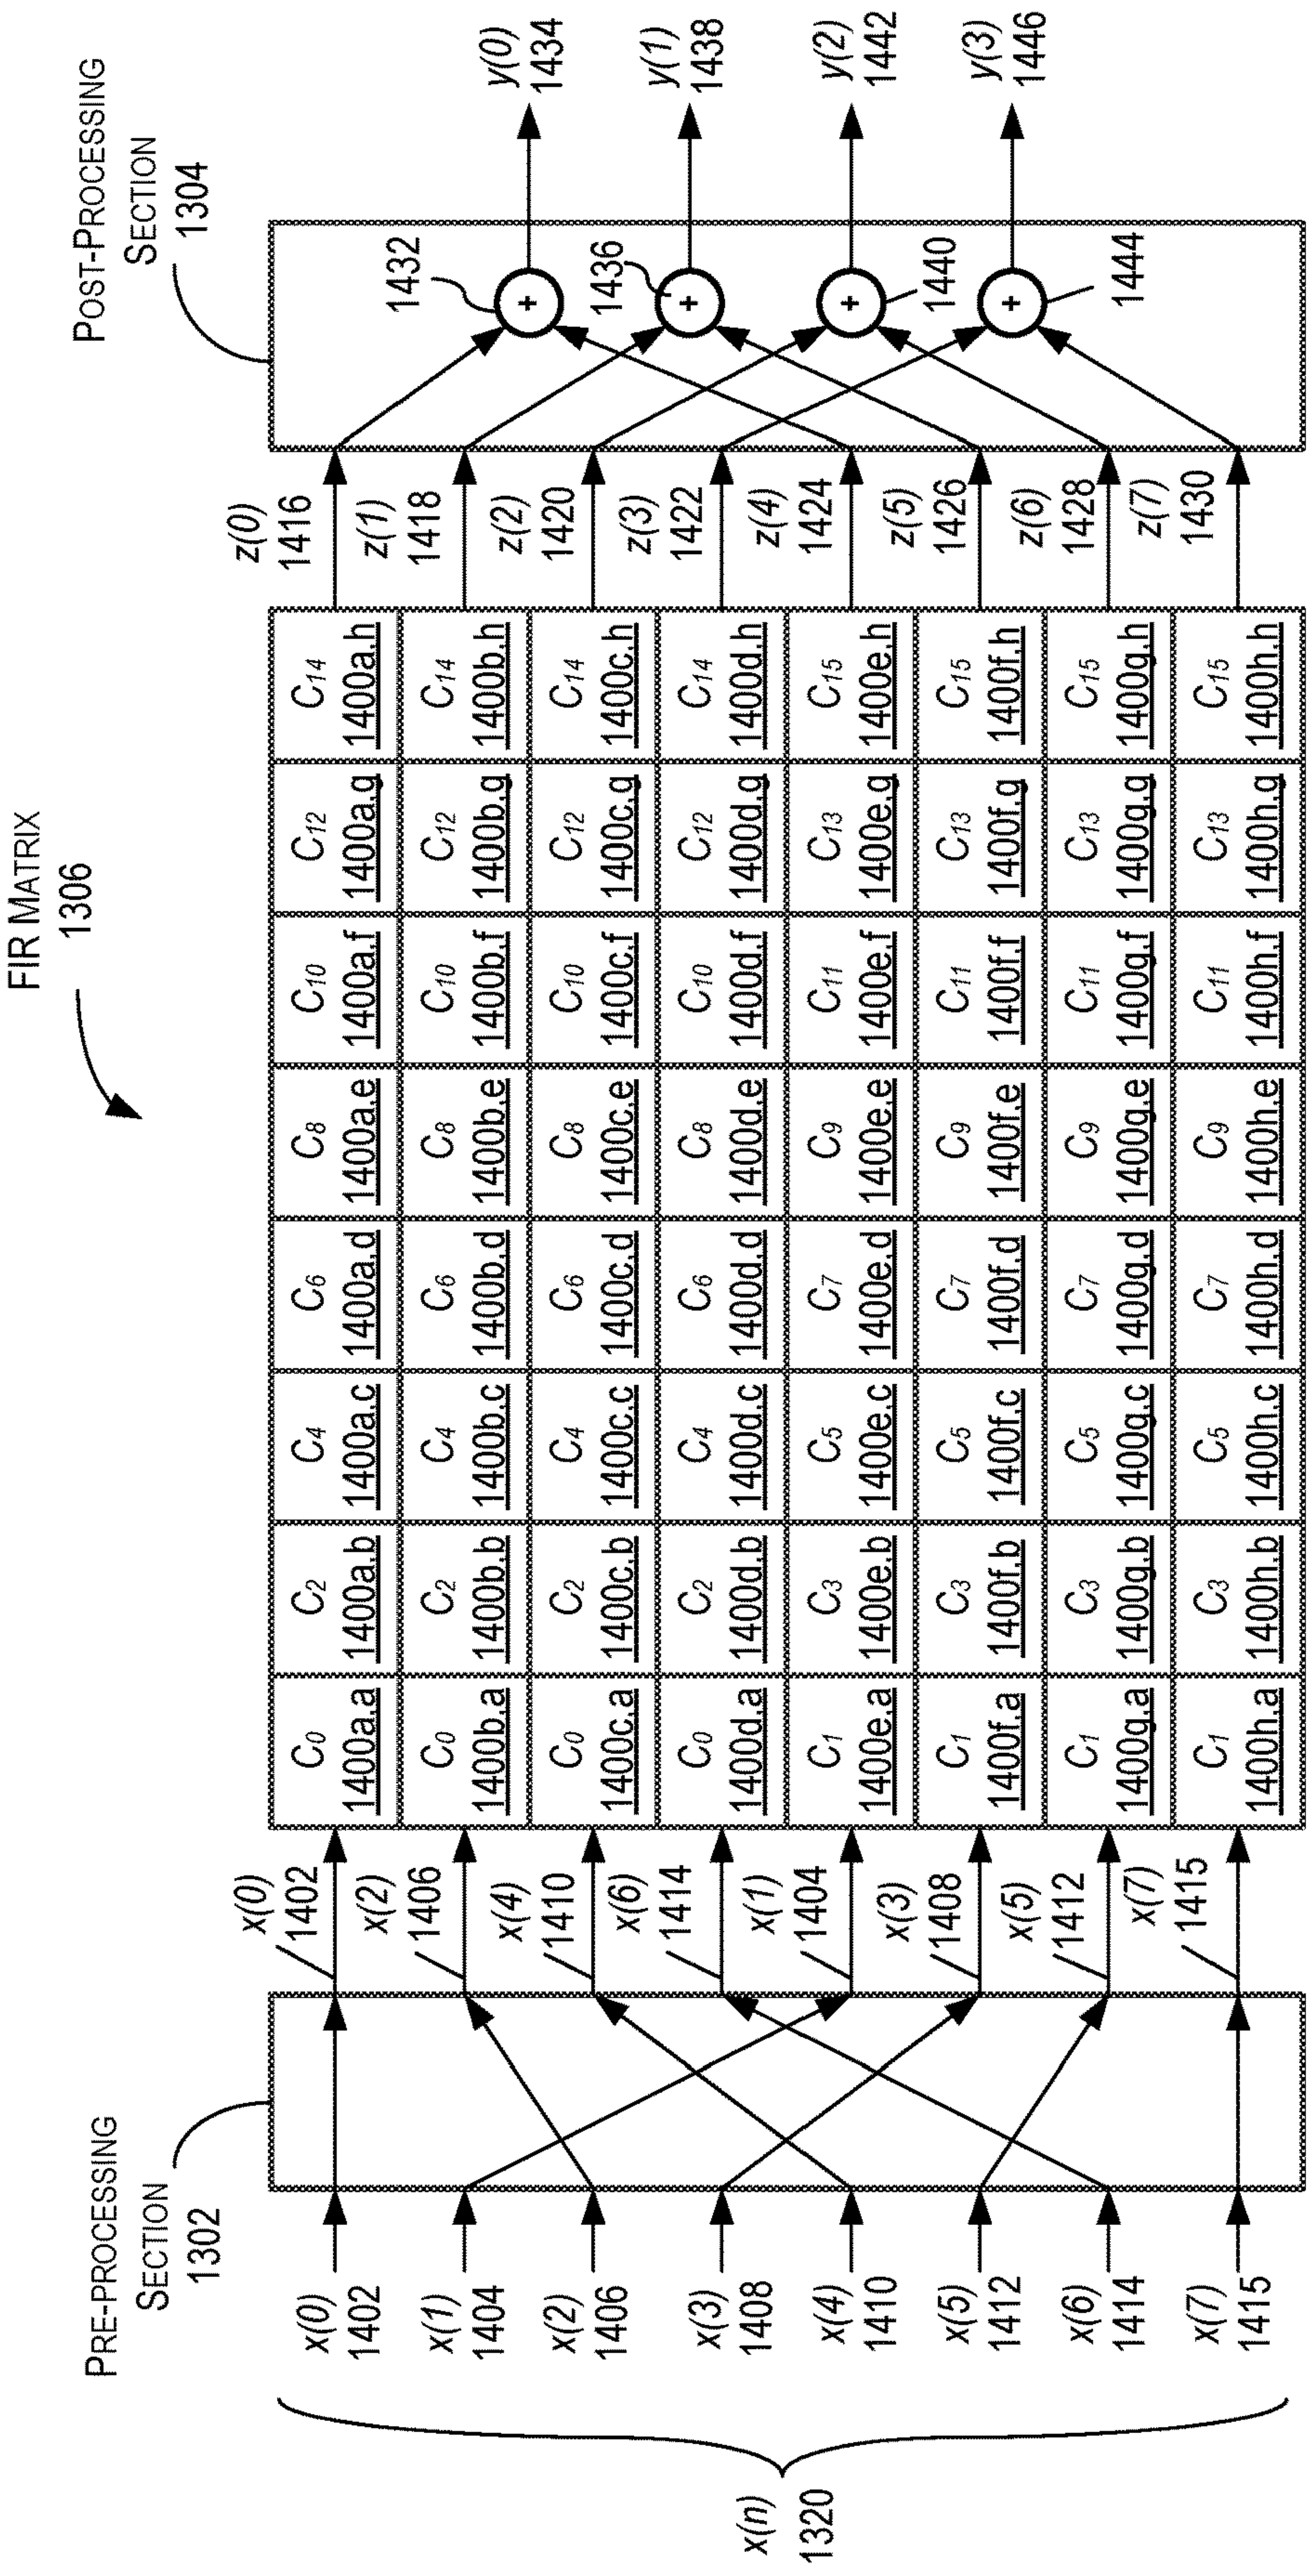 FIR MATRIX
1306
PRE-PROCESSING
SECTION
1302
POST-PROCESSING
SECTION
1304
x(n)
1320
x(0)
1402
x(1)
1404
x(2)
1406
x(3)
1408
x(4)
1410
x(5)
1412
x(6)
1414
x(7)
1415
x(0)
1402
x(2)
1406
x(4)
1410
x(6)
1414
x(1)
1404
x(3)
1408
x(5)
1412
x(7)
1415
C0 C2 C4 C6 C8 C10 C12 C14
1400a,a 1400a,b 1400a,c 1400a,d 1400a,e 1400a,f 1400a,g 1400a,h
C0 C2 C4 C6 C8 C10 C12 C14
1400b,a 1400b,b 1400b,c 1400b,d 1400b,e 1400b,f 1400b,g 1400b,h
C0 C2 C4 C6 C8 C10 C12 C14
1400c,a 1400c,b 1400c,c 1400c,d 1400c,e 1400c,f 1400c,g 1400c,h
C0 C2 C4 C6 C8 C10 C12 C14
1400d,a 1400d,b 1400d,c 1400d,d 1400d,e 1400d,f 1400d,g 1400d,h
C1 C3 C5 C7 C9 C11 C13 C15
1400e,a 1400e,b 1400e,c 1400e,d 1400e,e 1400e,f 1400e,g 1400e,h
C1 C3 C5 C7 C9 C11 C13 C15
1400f,a 1400f,b 1400f,c 1400f,d 1400f,e 1400f,f 1400f,g 1400f,h
C1 C3 C5 C7 C9 C11 C13 C15
1400g,a 1400g,b 1400g,c 1400g,d 1400g,e 1400g,f 1400g,g 1400g,h
C1 C3 C5 C7 C9 C11 C13 C15
1400h,a 1400h,b 1400h,c 1400h,d 1400h,e 1400h,f 1400h,g 1400h,h
z(0)
1416
z(1)
1418
z(2)
1420
z(3)
1422
z(4)
1424
z(5)
1426
z(6)
1428
z(7)
1430
1432
+
1436
+
+
1440
+
1444
y(0)
1434
y(1)
1438
y(2)
1442
y(3)
1446